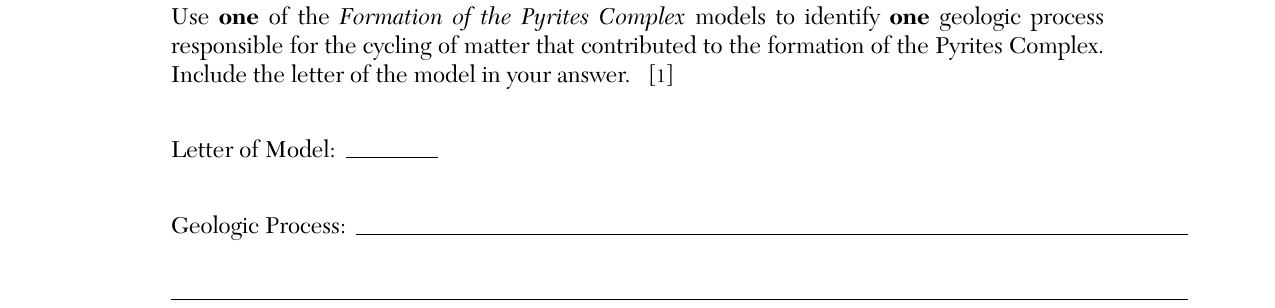 Use one of the Formation of the Pyrites Complex models to identify one geologic process
responsible for the cycling of matter that contributed to the formation of the Pyrites Complex.
Include the letter of the model in your answer. [1]
Letter of Model:
Geologic Process: